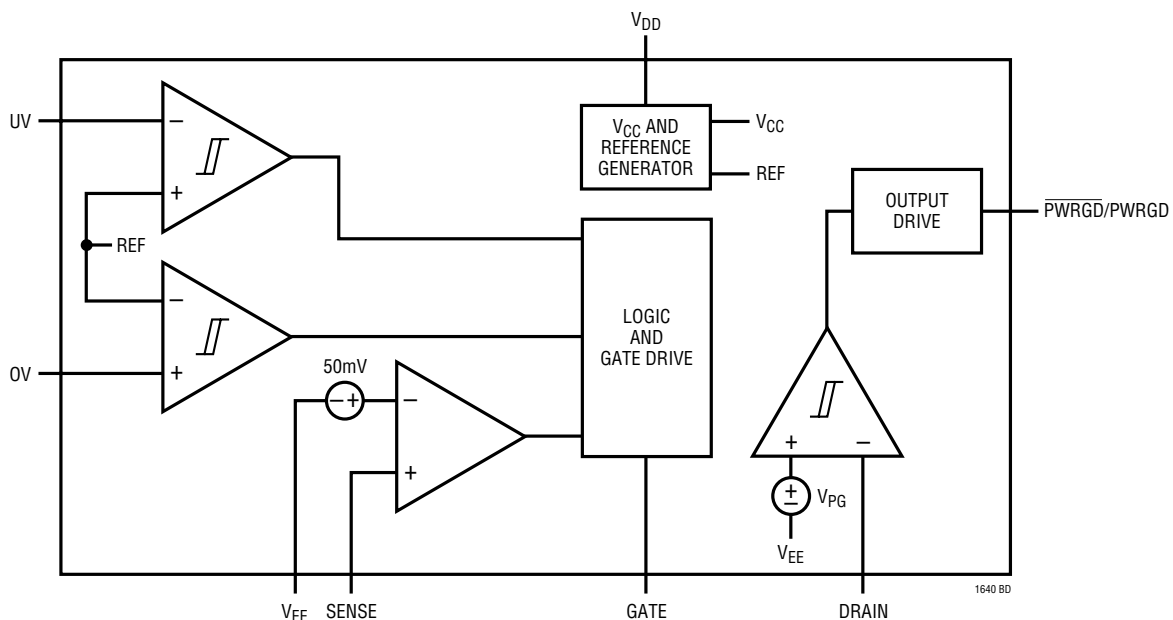 VDD
UV
−
+
REF
−
+
OV
VCC AND
REFERENCE
GENERATOR
VCC
REF
OUTPUT
DRIVE
PWRGD/PWRGD
LOGIC
AND
GATE DRIVE
50mV
− +
−
+
+
−
+
−
VPG
VEE
VEE
SENSE
GATE
DRAIN
1640 BD